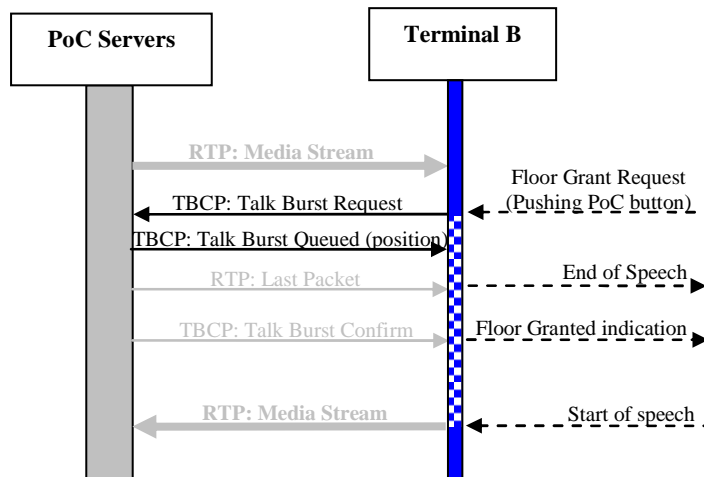 PoC Servers
Terminal B
RTP: Media Stream
Floor Grant Request
(Pushing PoC button)
TBCP: Talk Burst Request
TBCP: Talk Burst Queued (position)
RTP: Last Packet
End of Speech
TBCP: Talk Burst Confirm
Floor Granted indication
RTP: Media Stream
Start of speech